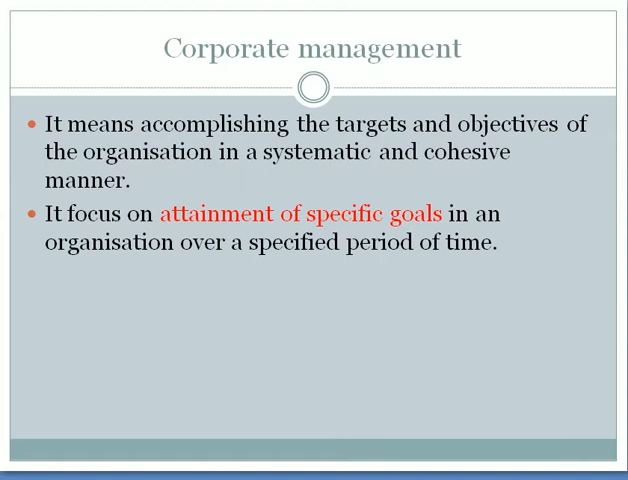 Corporate management
• It means accomplishing the targets and objectives of
the organisation in a systematic and cohesive
manner.
• It focus on attainment of specific goals in an
organisation over a specified period of time.